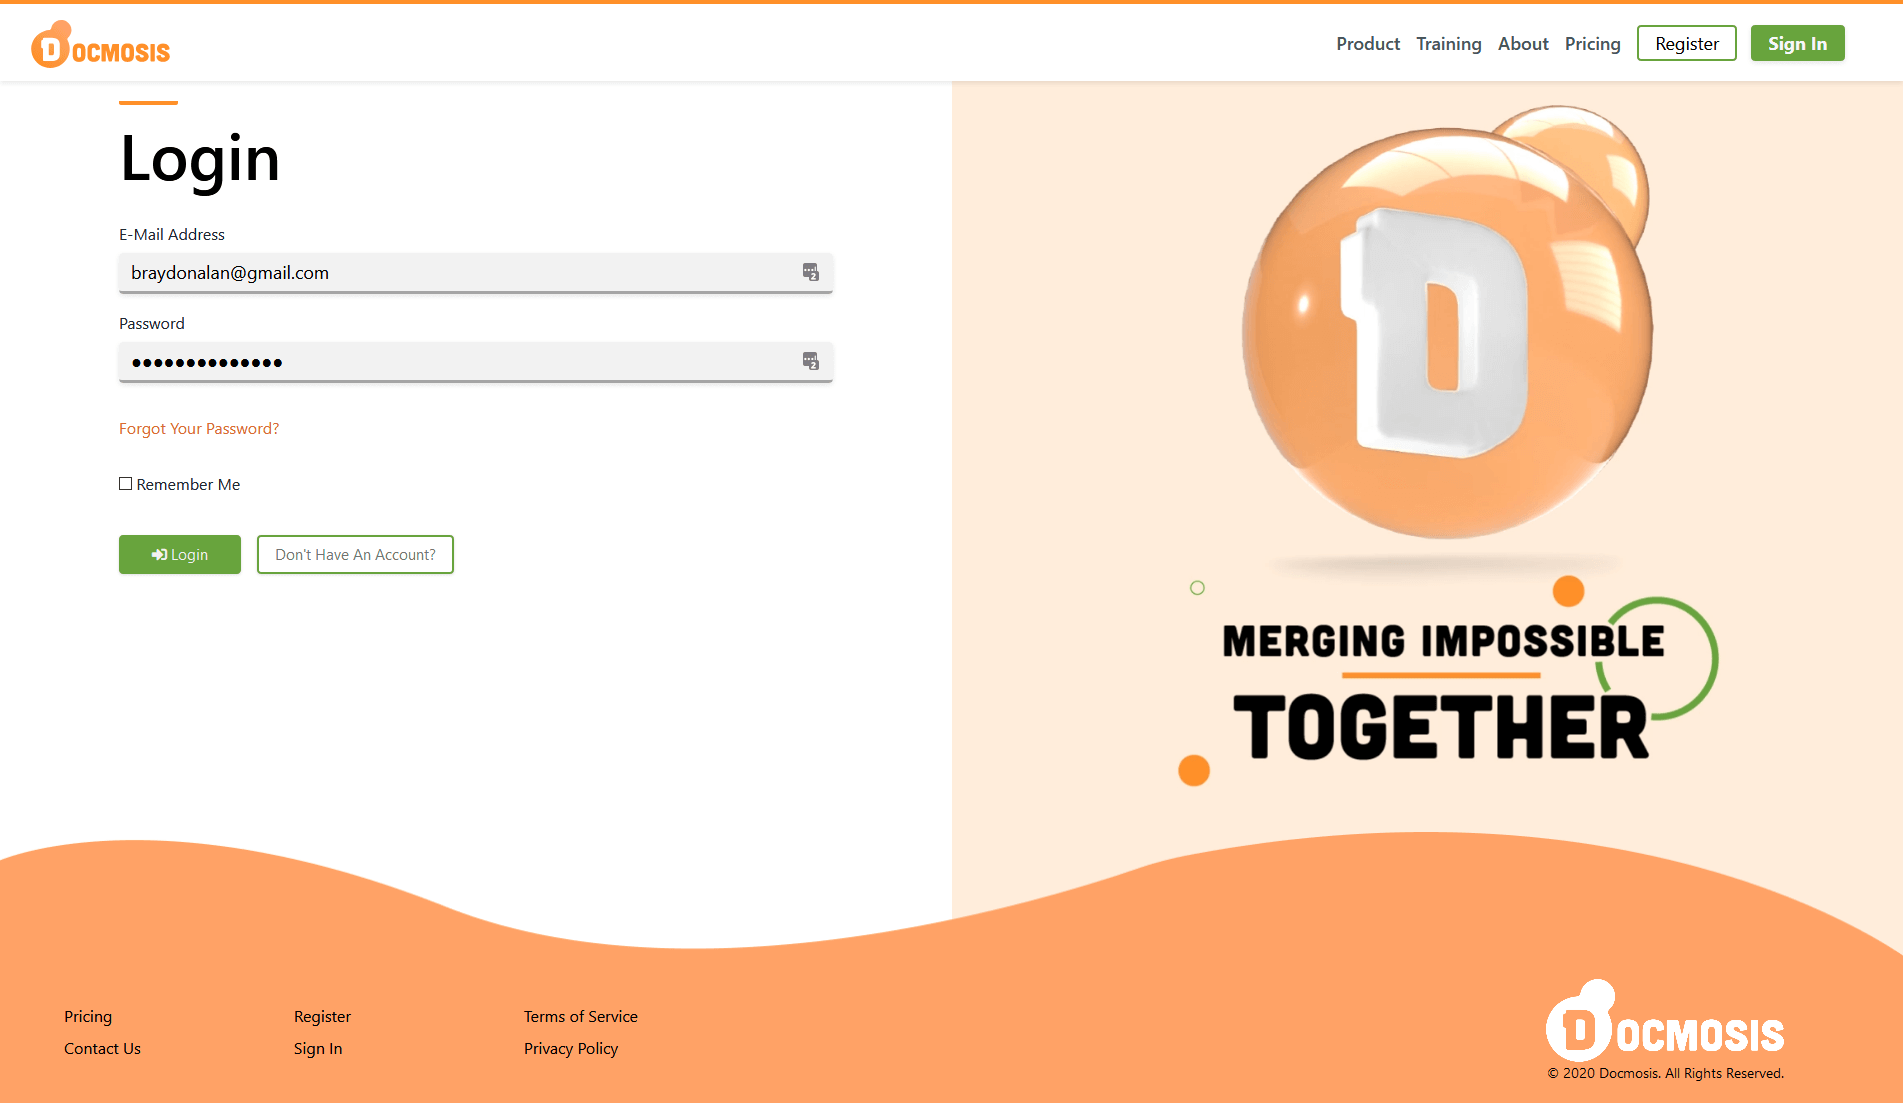 DOCMOSIS
Product Training About Pricing Register Sign In
Login
E-Mail Address
braydonalan@gmail.com
Password
Forgot Your Password?
Remember Me
Login Don't Have An Account?
D
MERGING IMPOSSIBLE
TOGETHER
Pricing Register Terms of Service
Contact Us Sign In Privacy Policy
DOCMOSIS
© 2020 Docmosis. All Rights Reserved.